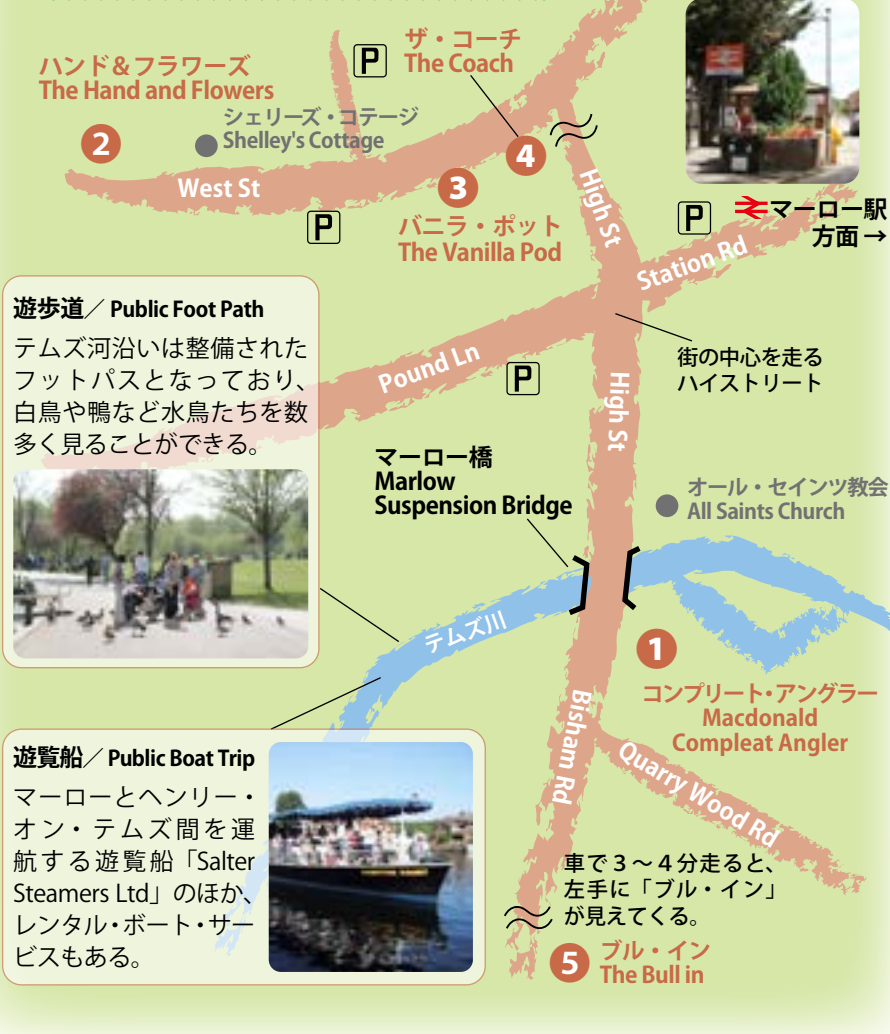 ザ・コーチ
The Coach
P
ハンド＆フラワーズ
The Hand and Flowers
シェリーズ・コテージ
Shelley's Cottage
2
4
3
West St
High St
P
バニラ・ポット
The Vanilla Pod
P
マーロー駅
方面→
Station Rd
遊歩道／Public Foot Path
テムズ河沿いは整備された
フットパスとなっており、
白鳥や鴨など水鳥たちを数
多く見ることができる。
Pound Ln
P
High St
街の中心を走る
ハイストリート
マーロー橋
Marlow
Suspension Bridge
オール・セインツ教会
All Saints Church
テムズ川
1
コンプリート・アングラー
Macdonald
Compleat Angler
Bisham Rd
Quarry Wood Rd
遊覧船／Public Boat Trip
マーローとヘンリー・
オン・テムズ間を運
航する遊覧船「Salter
Steamers Ltd」のほか、
レンタル・ボート・サー
ビスもある。
車で３〜４分走ると、
左手に「ブル・イン」
が見えてくる。
5
ブル・イン
The Bull in